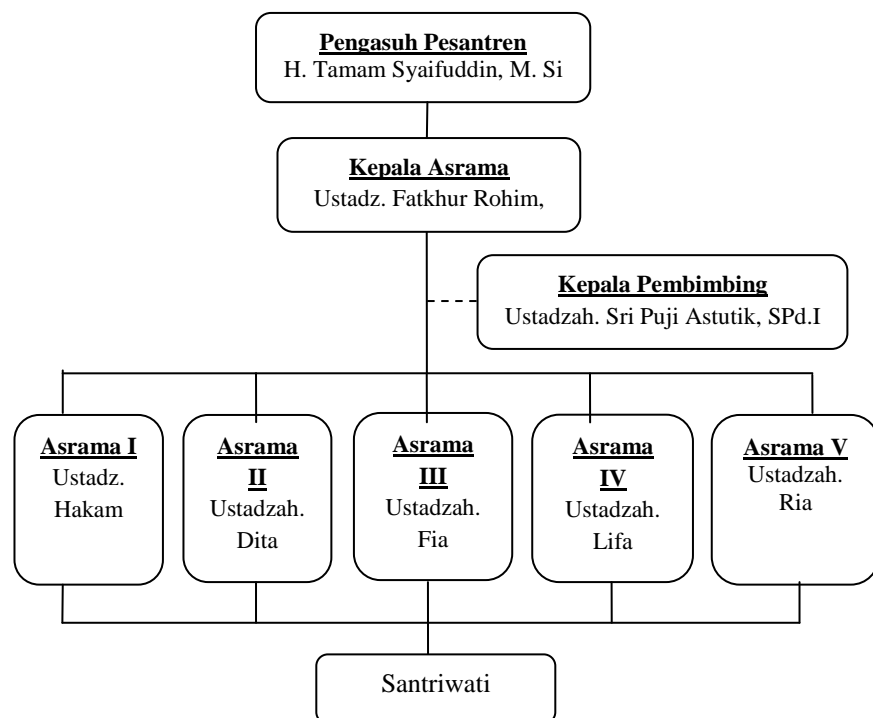 Pengasuh Pesantren
H. Tamam Syaifuddin, M. Si
Kepala Asrama
Ustadz. Fatkhur Rohim,
Kepala Pembimbing
Ustadzah. Sri Puji Astutik, SPd.I
Asrama I
Ustadz.
Hakam
Asrama
II
Ustadzah.
Dita
Asrama
III
Ustadzah.
Fia
Asrama
IV
Ustadzah.
Lifa
Asrama V
Ustadzah.
Ria
Santriwati